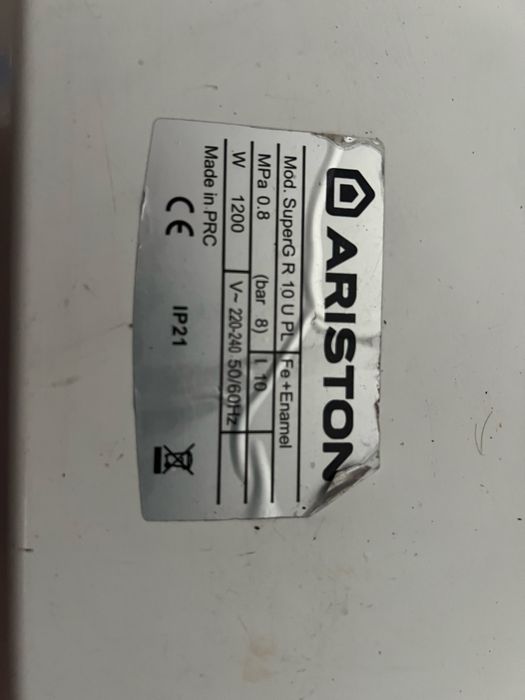 ARISTON
Mod. SuperG R 10 U PL Fe+Enamel
MPa 0.8 (bar 8) L 10
W 1200 V~ 220-240 50/60Hz
Made in PRC
CE IP21